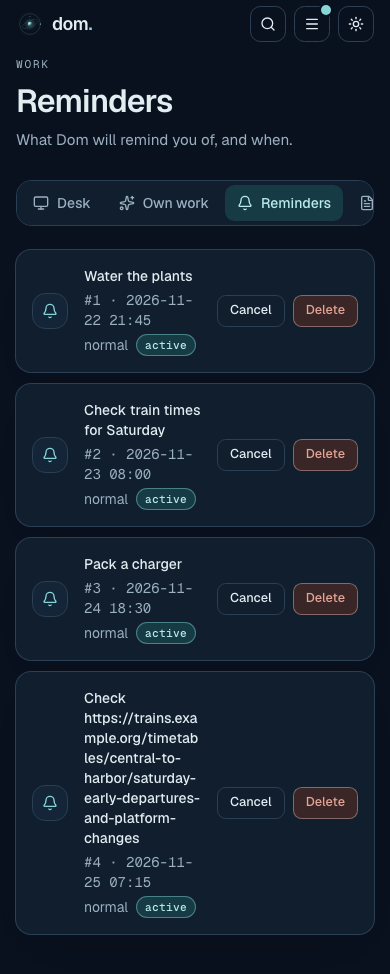 dom.
WORK
Reminders
What Dom will remind you of, and when.
Desk Own work Reminders
Water the plants
#1 · 2026-11-
22 21:45
normal active
Cancel Delete
Check train times
for Saturday
#2 · 2026-11-
23 08:00
normal active
Cancel Delete
Pack a charger
#3 · 2026-11-
24 18:30
normal active
Cancel Delete
Check
https://trains.exa
mple.org/timetab
les/central-to-
harbor/saturday-
early-departures-
and-platform-
changes
#4 · 2026-11-
25 07:15
normal active
Cancel Delete